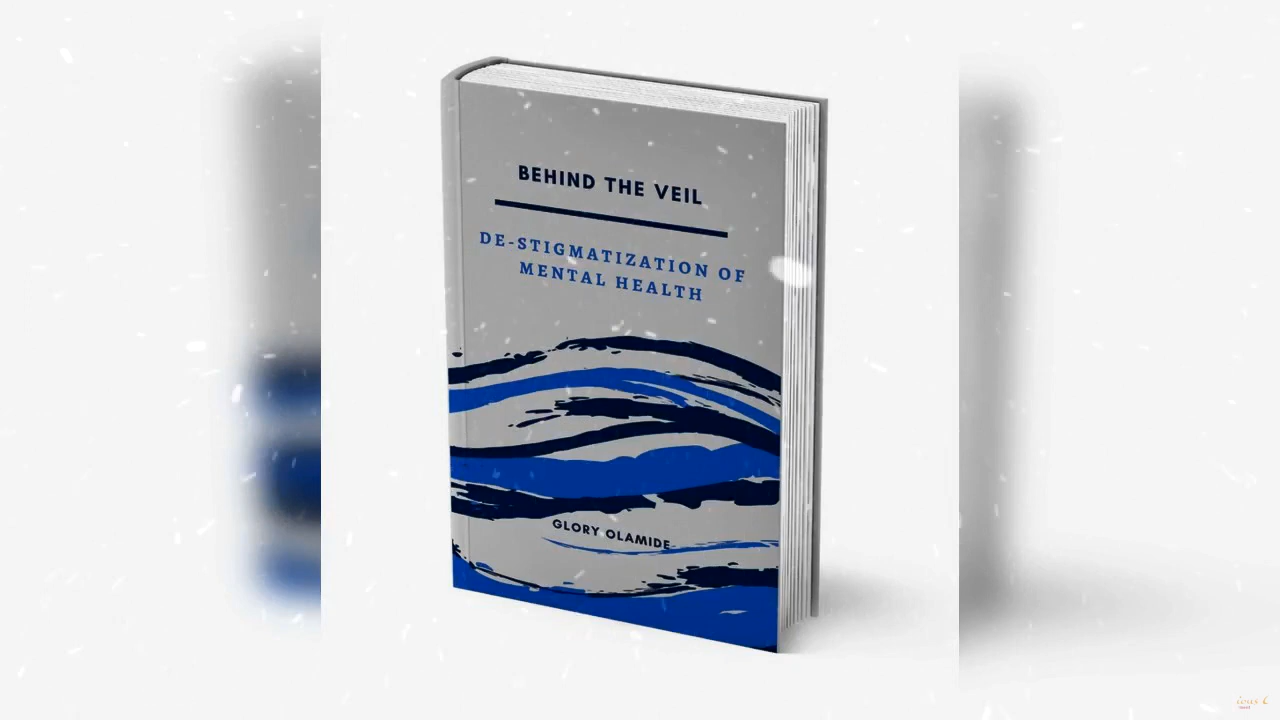 BEHIND THE VEIL
DE-STIGMATIZATION OF
MENTAL HEALTH
GLORY OLAMIDE